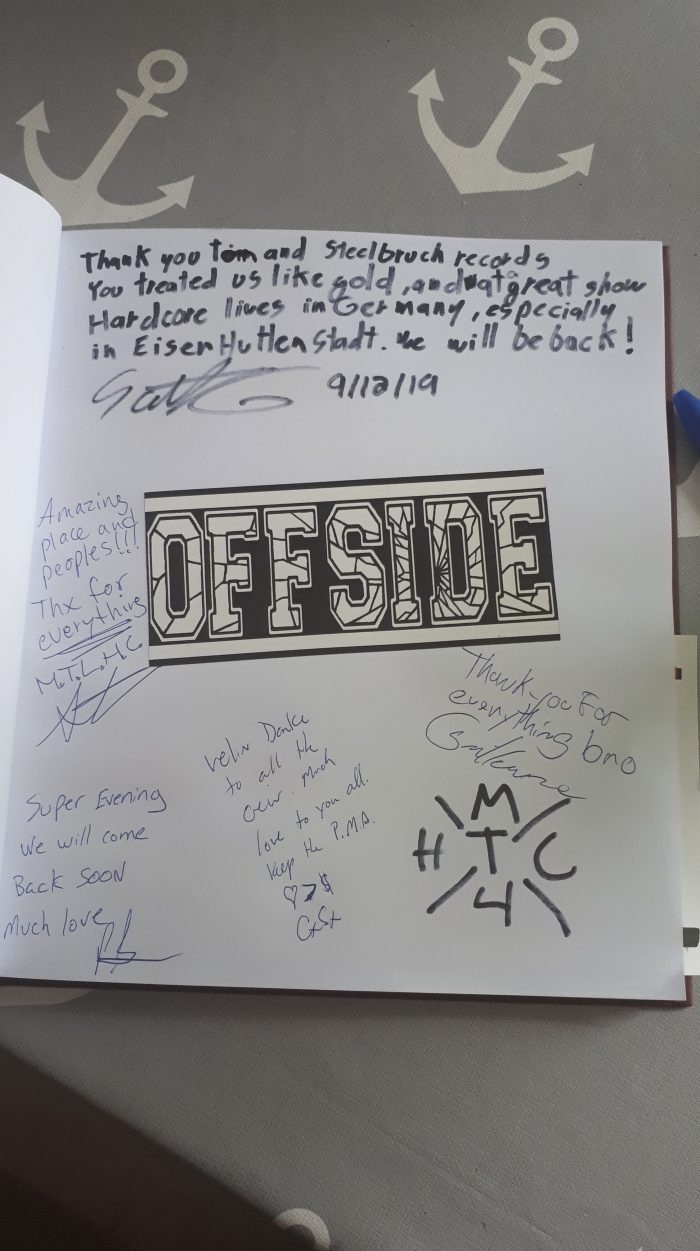 Thank you Tom and Steelbruch records
You treated us like gold, and wat a great show
Hardcore lives in Germany, especially
in EisenHuttenstadt. We will be back!
9/12/19
Amazing
place and
peoples!!!
Thx for
everything
M.T.L.H.C.
OFFSIDE
Thank-you For
everything bro
Danke
to all the
crew. Much
love to you all.
keep the P.M.A.
♡>$
Super Evening
We will come
Back Soon
Much love
M
H T C
4